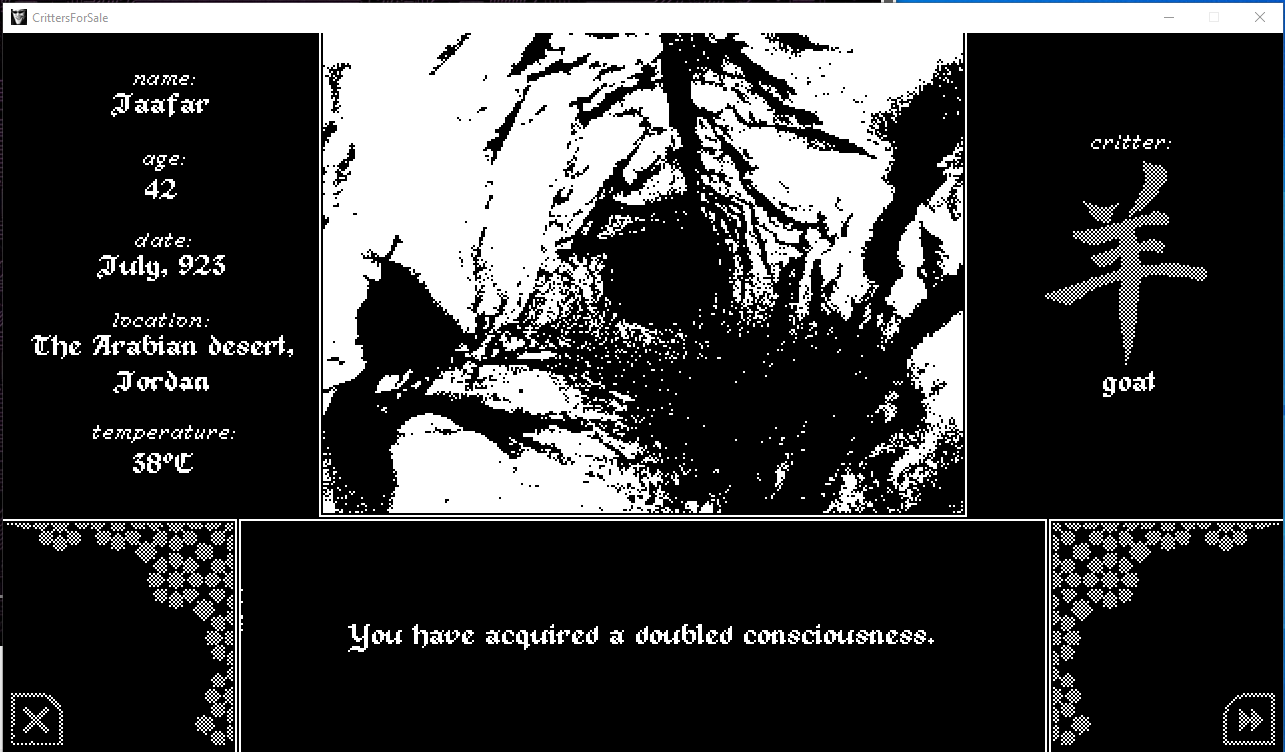 CrittersForSale
name:
Jaafar
age:
42
date:
July, 923
location:
The Arabian desert,
Jordan
temperature:
38°C
critter:
羊
goat
You have acquired a doubled consciousness.